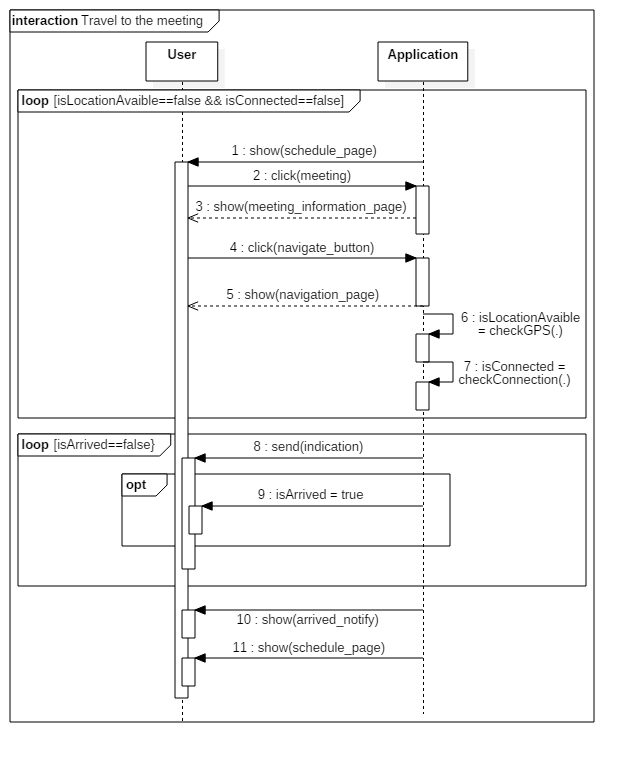 interaction Travel to the meeting
User
Application
loop [isLocationAvaible==false && isConnected==false]
1 : show(schedule_page)
2 : click(meeting)
3 : show(meeting_information_page)
4 : click(navigate_button)
5 : show(navigation_page)
6 : isLocationAvaible
= checkGPS(.)
7 : isConnected =
checkConnection(.)
loop [isArrived==false}
8 : send(indication)
opt
9 : isArrived = true
10 : show(arrived_notify)
11 : show(schedule_page)